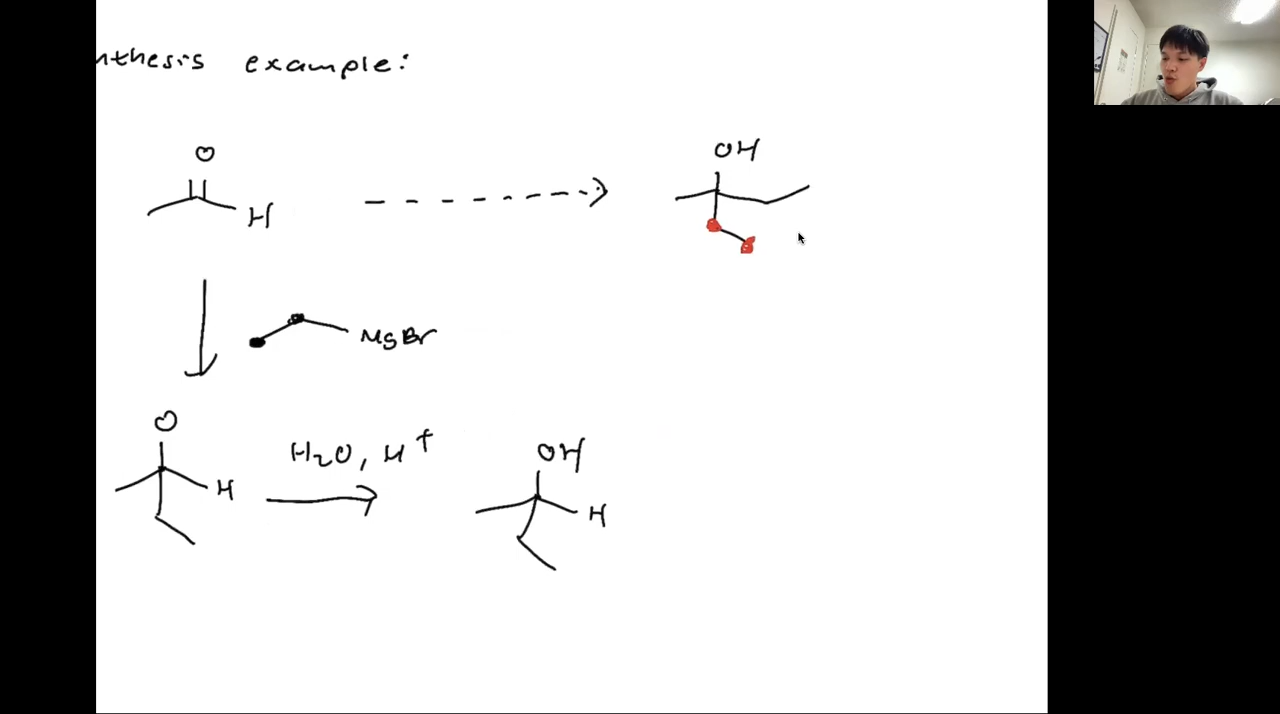 nthesis example:
O
H
OH
MgBr
O
H
H2O, H+
OH
H